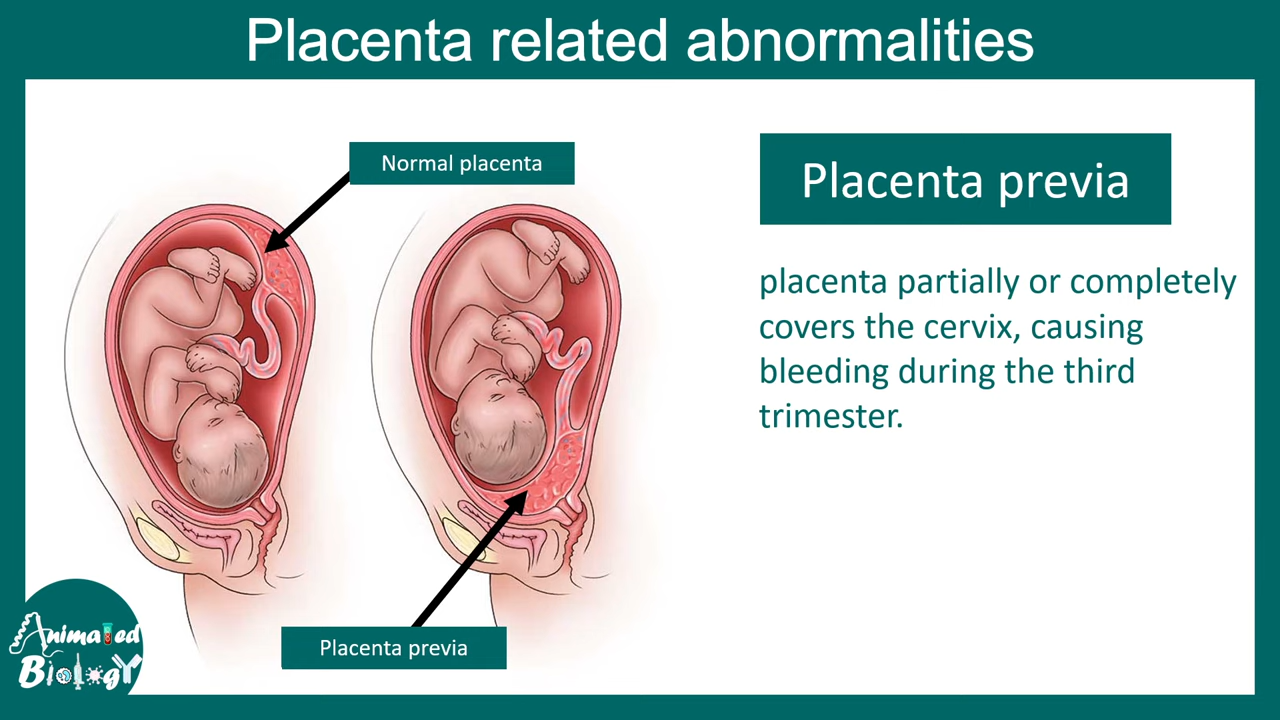 Placenta related abnormalities
Normal placenta
Placenta previa
placenta partially or completely
covers the cervix, causing
bleeding during the third
trimester.
Placenta previa
Animated
Biology